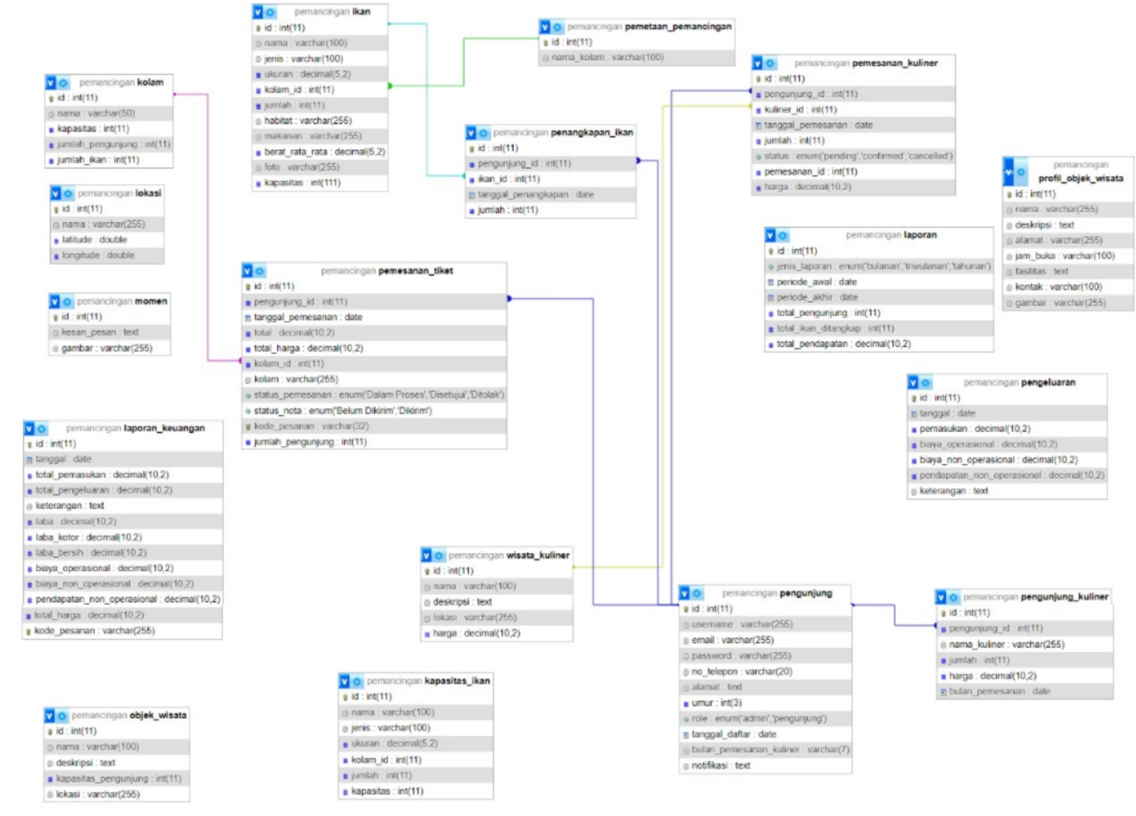 pemancingan ikan
id : int(11)
nama : varchar(100)
jenis : varchar(100)
ukuran : decimal(5,2)
kolam_id : int(11)
jumlah : int(11)
habitat : varchar(255)
makanan : varchar(255)
berat_rata_rata : decimal(5,2)
foto : varchar(255)
kapasitas : int(111)
pemancingan pemetaan_pemancingan
id : int(11)
nama_kolam : varchar(100)
pemancingan pemesanan_kuliner
id : int(11)
pengunjung_id : int(11)
kuliner_id : int(11)
tanggal_pemesanan : date
jumlah : int(11)
status : enum('pending','confirmed','cancelled')
pemesanan_id : int(11)
harga : decimal(10,2)
pemancingan kolam
id : int(11)
nama : varchar(50)
kapasitas : int(11)
jumlah_pengunjung : int(11)
jumlah_ikan : int(11)
pemancingan penangkapan_ikan
id : int(11)
pengunjung_id : int(11)
ikan_id : int(11)
tanggal_penangkapan : date
jumlah : int(11)
pemancingan
profil_objek_wisata
id : int(11)
nama : varchar(255)
deskripsi : text
alamat : varchar(255)
jam_buka : varchar(100)
fasilitas : text
kontak : varchar(100)
gambar : varchar(255)
pemancingan lokasi
id : int(11)
nama : varchar(255)
latitude : double
longitude : double
pemancingan laporan
id : int(11)
jenis_laporan : enum('bulanan','triwulanan','tahunan')
periode_awal : date
periode_akhir : date
total_pengunjung : int(11)
total_ikan_ditangkap : int(11)
total_pendapatan : decimal(10,2)
pemancingan pemesanan_tiket
id : int(11)
pengunjung_id : int(11)
tanggal_pemesanan : date
total : decimal(10,2)
total_harga : decimal(10,2)
kolam_id : int(11)
kolam : varchar(255)
status_pemesanan : enum('Dalam Proses','Disetujui','Ditolak')
status_nota : enum('Belum Dikirim','Dikirim')
kode_pesanan : varchar(32)
jumlah_pengunjung : int(11)
pemancingan momen
id : int(11)
kesan_pesan : text
gambar : varchar(255)
pemancingan pengeluaran
id : int(11)
tanggal : date
pemasukan : decimal(10,2)
biaya_operasional : decimal(10,2)
biaya_non_operasional : decimal(10,2)
pendapatan_non_operasional : decimal(10,2)
keterangan : text
pemancingan laporan_keuangan
id : int(11)
tanggal : date
total_pemasukan : decimal(10,2)
total_pengeluaran : decimal(10,2)
keterangan : text
laba : decimal(10,2)
laba_kotor : decimal(10,2)
laba_bersih : decimal(10,2)
biaya_operasional : decimal(10,2)
biaya_non_operasional : decimal(10,2)
pendapatan_non_operasional : decimal(10,2)
total_harga : decimal(10,2)
kode_pesanan : varchar(255)
pemancingan wisata_kuliner
id : int(11)
nama : varchar(100)
deskripsi : text
lokasi : varchar(255)
harga : decimal(10,2)
pemancingan pengunjung
id : int(11)
username : varchar(255)
email : varchar(255)
password : varchar(255)
no_telepon : varchar(20)
alamat : text
umur : int(3)
role : enum('admin','pengunjung')
tanggal_daftar : date
bulan_pemesanan_kuliner : varchar(7)
notifikasi : text
pemancingan pengunjung_kuliner
id : int(11)
pengunjung_id : int(11)
nama_kuliner : varchar(255)
jumlah : int(11)
harga : decimal(10,2)
bulan_pemesanan : date
pemancingan kapasitas_ikan
id : int(11)
nama : varchar(100)
jenis : varchar(100)
ukuran : decimal(5,2)
kolam_id : int(11)
jumlah : int(11)
kapasitas : int(11)
pemancingan objek_wisata
id : int(11)
nama : varchar(100)
deskripsi : text
kapasitas_pengunjung : int(11)
lokasi : varchar(255)